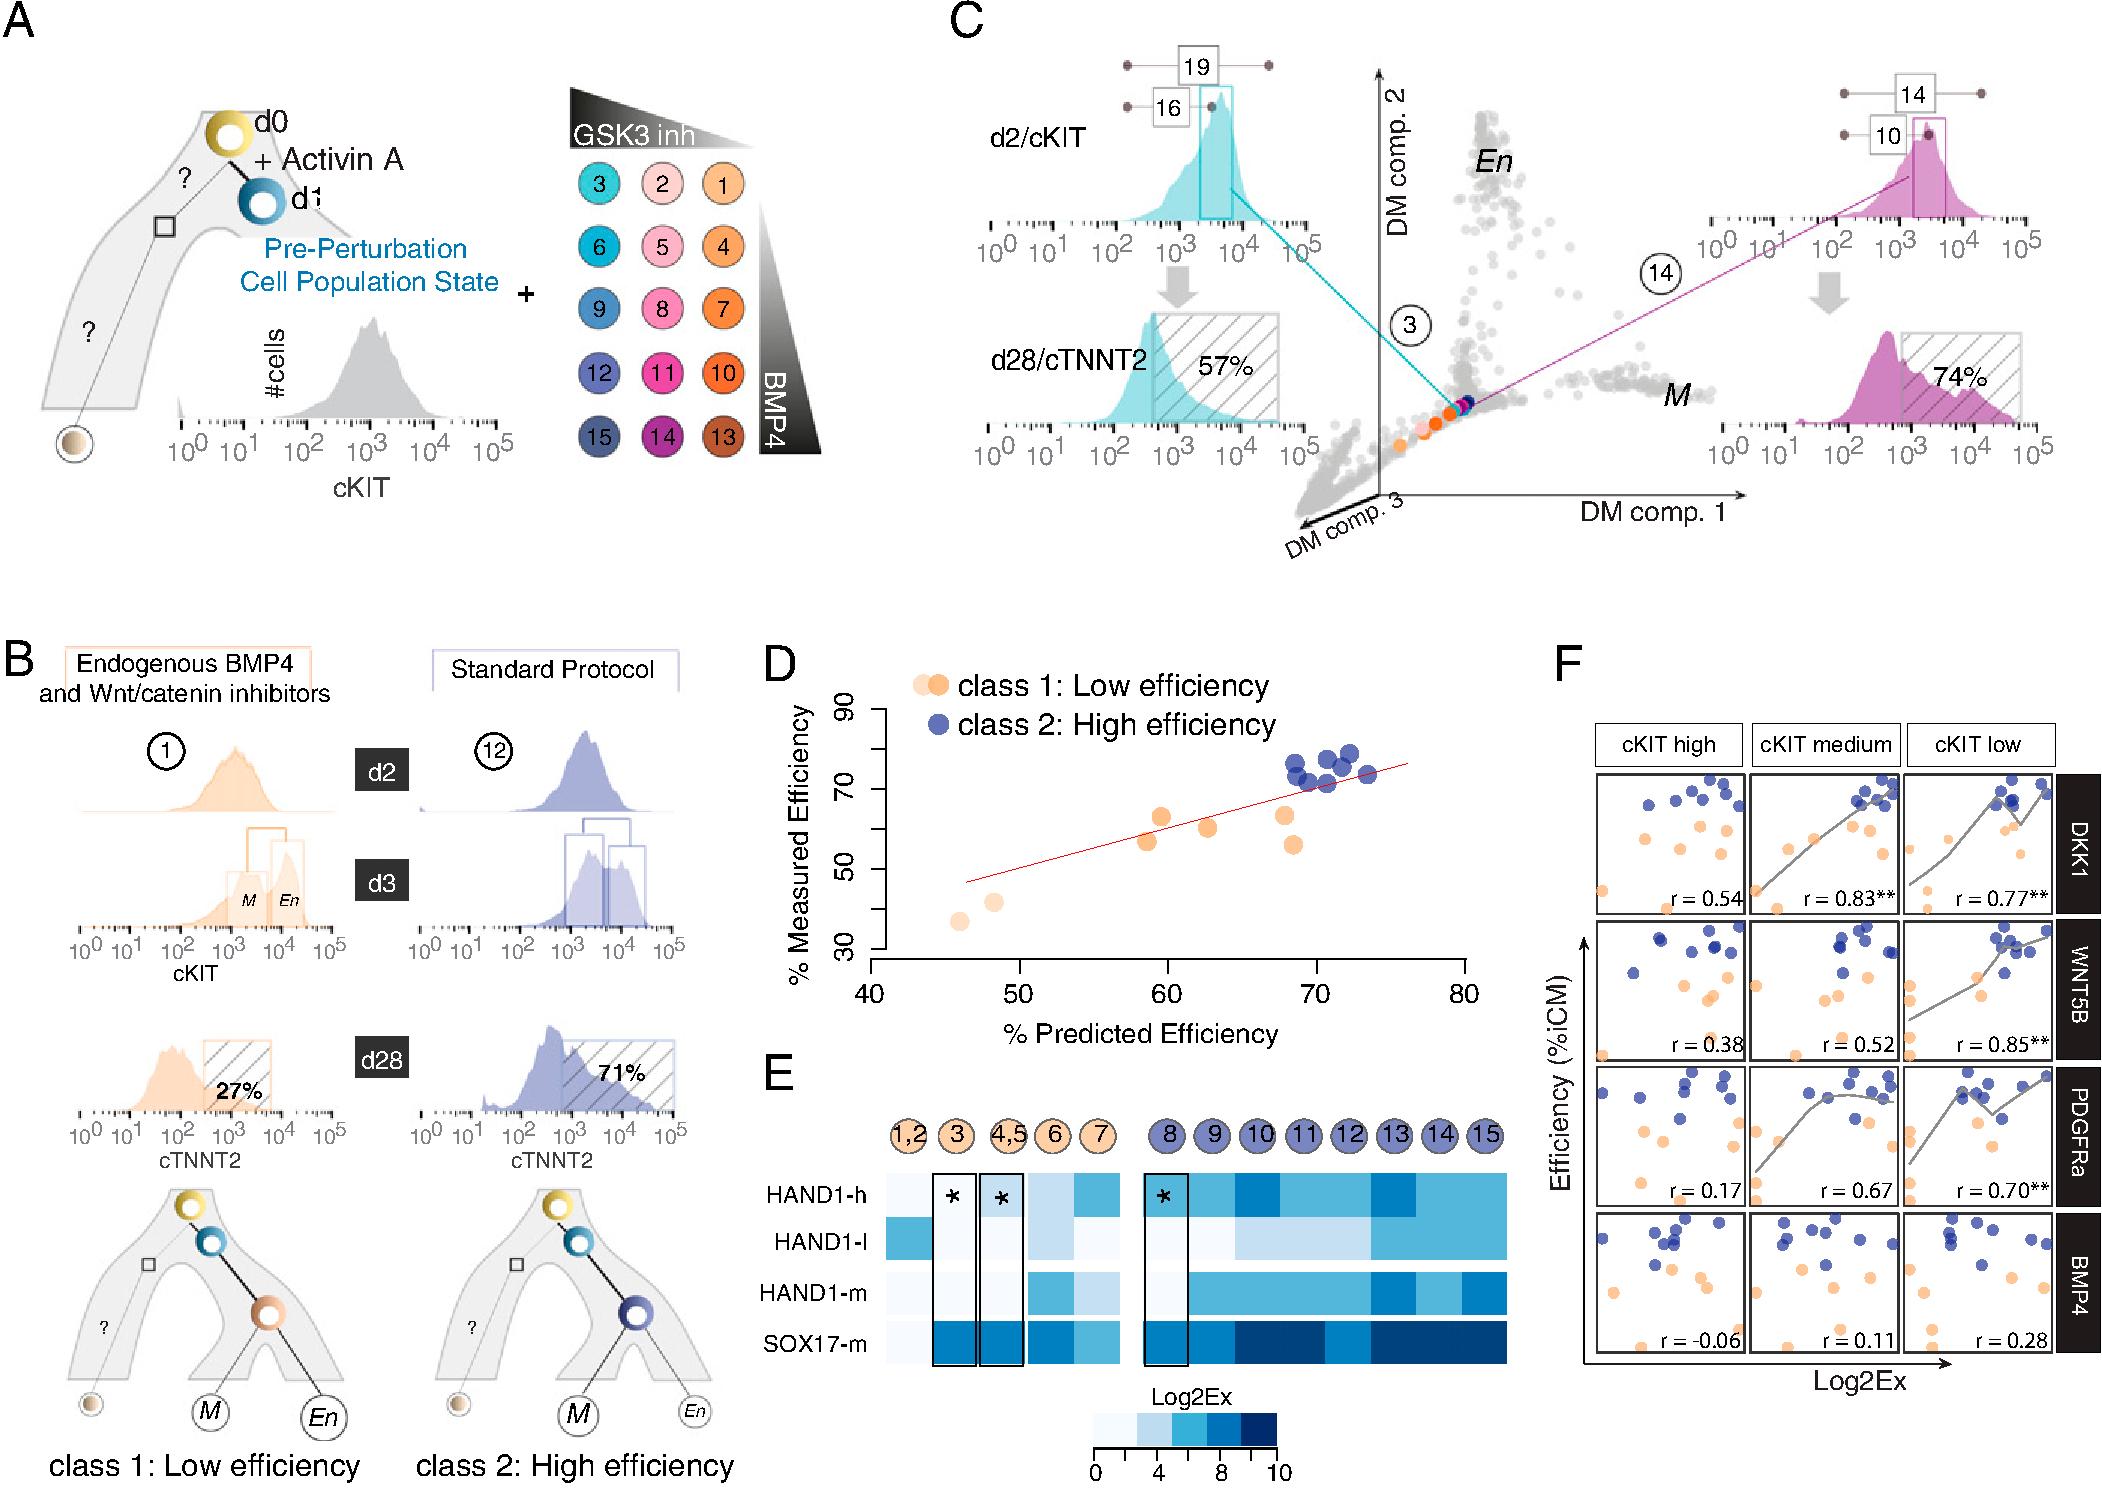 A
d0
+ Activin A
d1
?
?
Pre-Perturbation
Cell Population State
+
#cells
10^0 10^1 10^2 10^3 10^4 10^5
cKIT
GSK3 inh
3 2 1
6 5 4
9 8 7
12 11 10
15 14 13
BMP4
C
19
16
d2/cKIT
10^0 10^1 10^2 10^3 10^4 10^5
d28/cTNNT2
57%
10^0 10^1 10^2 10^3 10^4 10^5
DM comp. 2
En
3
14
M
DM comp. 3
DM comp. 1
14
10
10^0 10^1 10^2 10^3 10^4 10^5
74%
10^0 10^1 10^2 10^3 10^4 10^5
B
Endogenous BMP4
and Wnt/catenin inhibitors
Standard Protocol
1
12
d2
d3
M En
10^0 10^1 10^2 10^3 10^4 10^5
cKIT
10^0 10^1 10^2 10^3 10^4 10^5
d28
27%
71%
10^0 10^1 10^2 10^3 10^4 10^5
cTNNT2
10^0 10^1 10^2 10^3 10^4 10^5
cTNNT2
?
M
En
?
M
En
class 1: Low efficiency
class 2: High efficiency
D
class 1: Low efficiency
class 2: High efficiency
% Measured Efficiency
90
70
50
30
40 50 60 70 80
% Predicted Efficiency
E
1,2 3 4,5 6 7 8 9 10 11 12 13 14 15
HAND1-h * * *
HAND1-l
HAND1-m
SOX17-m
Log2Ex
0 4 8 10
F
cKIT high cKIT medium cKIT low
r = 0.54 r = 0.83** r = 0.77**
DKK1
r = 0.38 r = 0.52 r = 0.85**
WNT5B
r = 0.17 r = 0.67 r = 0.70**
PDGFRa
r = -0.06 r = 0.11 r = 0.28
BMP4
Efficiency (%iCM)
Log2Ex